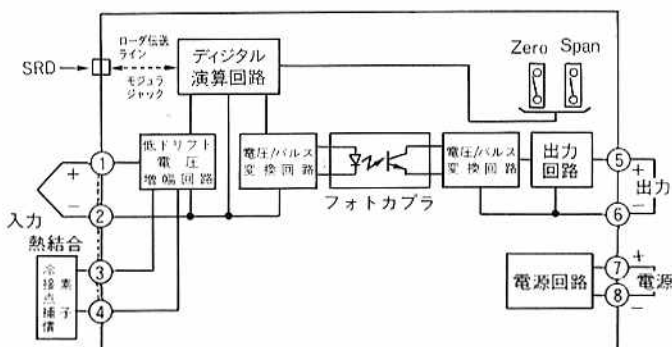 SRD
ローダ伝送
ライン
モジュラ
ジャック
ディジタル
演算回路
Zero
Span
1
+
-
2
入力
低ドリフト
電圧
増幅回路
電圧/パルス
変換回路
フォトカプラ
電圧/パルス
変換回路
出力
回路
5
+
出力
-
6
熱結合
冷接点補償
素子
3
4
電源回路
7
+
電源
8
-